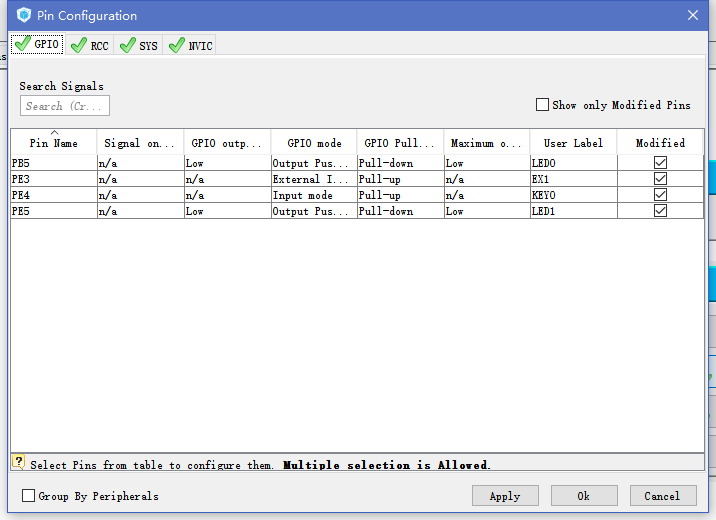 Pin Configuration
GPIO RCC SYS NVIC
Search Signals
Search (Cr...
Show only Modified Pins
Pin Name Signal on... GPIO outp... GPIO mode GPIO Pull... Maximum o... User Label Modified
PB5 n/a Low Output Pus... Pull-down Low LED0
PE3 n/a n/a External I... Pull-up n/a EX1
PE4 n/a n/a Input mode Pull-up n/a KEY0
PE5 n/a Low Output Pus... Pull-down Low LED1
? Select Pins from table to configure them. Multiple selection is Allowed.
Group By Peripherals Apply Ok Cancel